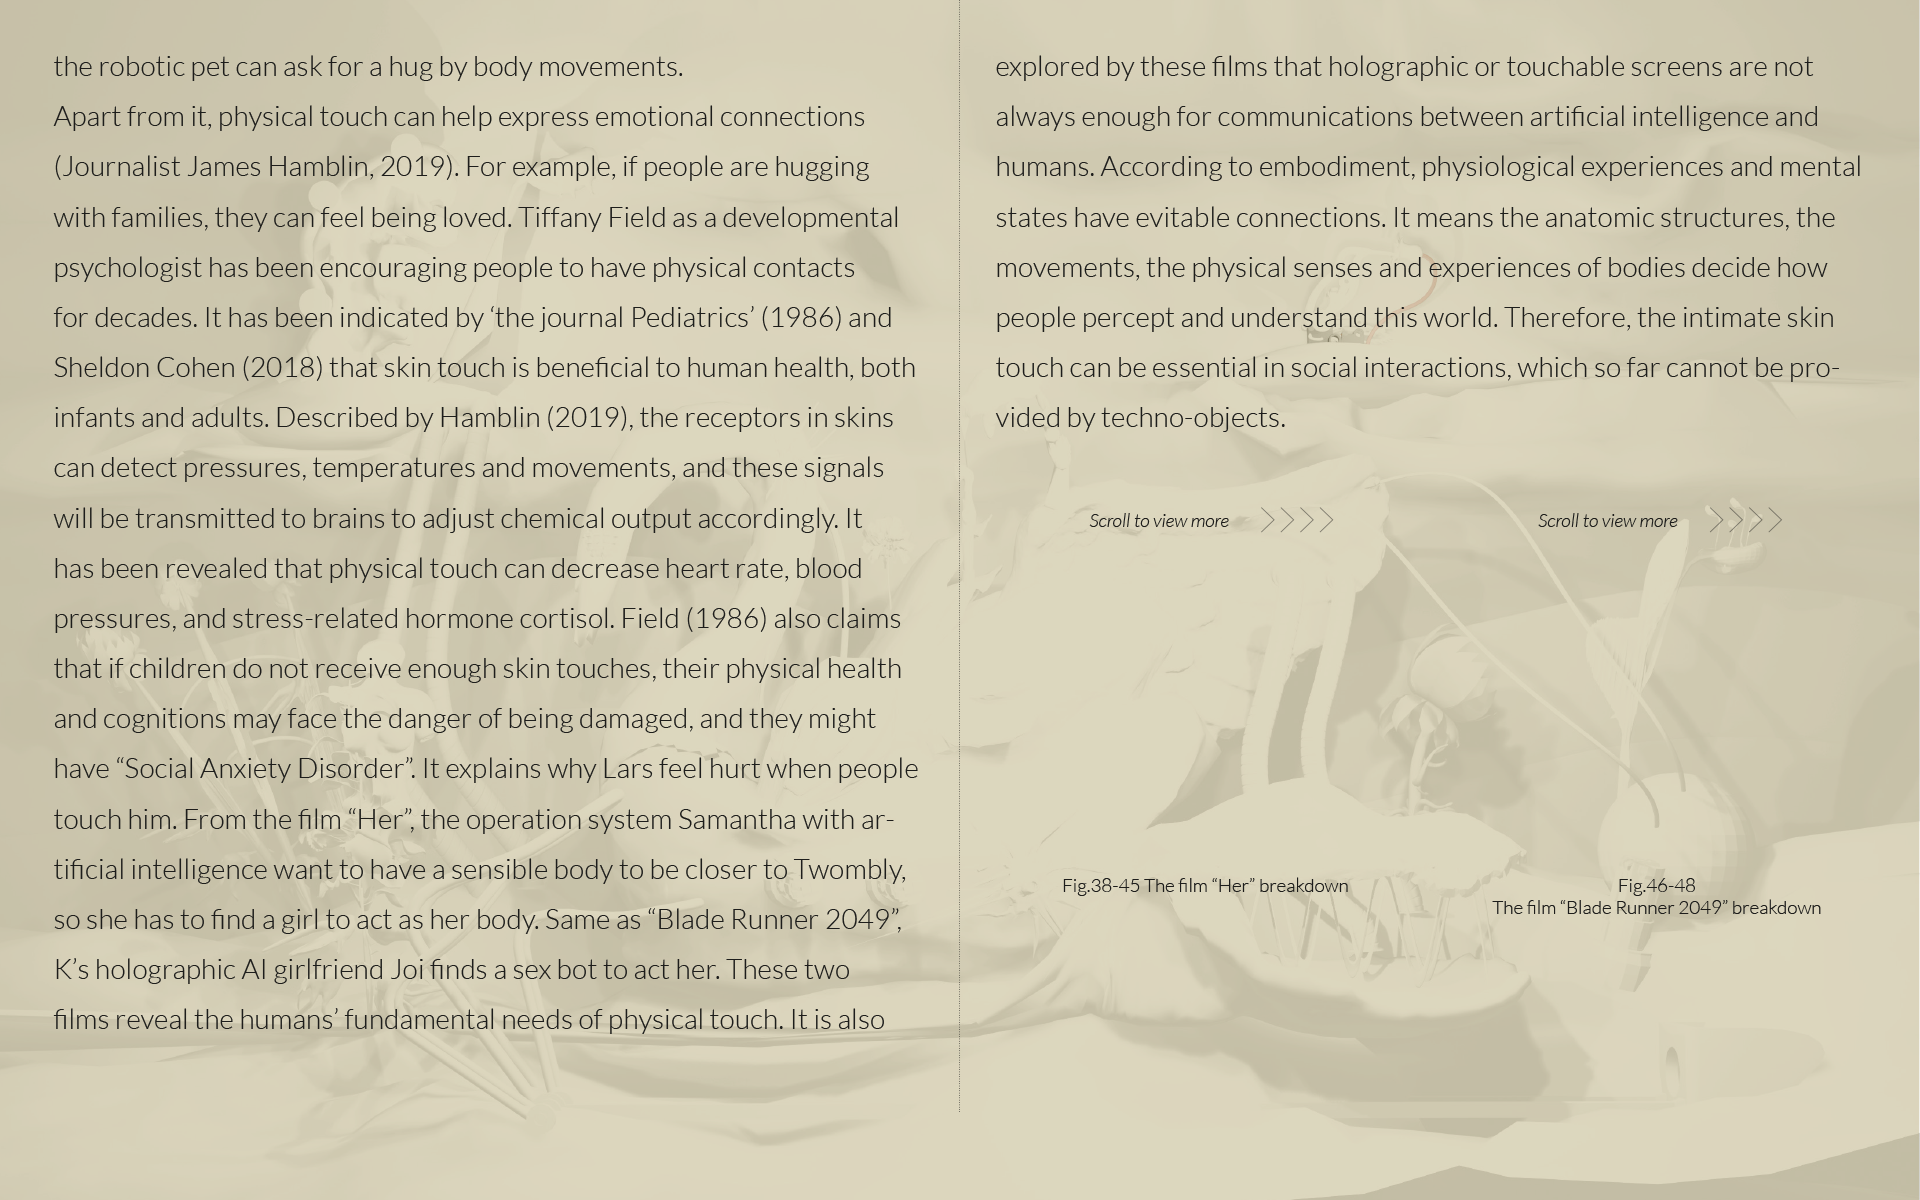 the robotic pet can ask for a hug by body movements.
Apart from it, physical touch can help express emotional connections
(Journalist James Hamblin, 2019). For example, if people are hugging
with families, they can feel being loved. Tiffany Field as a developmental
psychologist has been encouraging people to have physical contacts
for decades. It has been indicated by ‘the journal Pediatrics’ (1986) and
Sheldon Cohen (2018) that skin touch is beneficial to human health, both
infants and adults. Described by Hamblin (2019), the receptors in skins
can detect pressures, temperatures and movements, and these signals
will be transmitted to brains to adjust chemical output accordingly. It
has been revealed that physical touch can decrease heart rate, blood
pressures, and stress-related hormone cortisol. Field (1986) also claims
that if children do not receive enough skin touches, their physical health
and cognitions may face the danger of being damaged, and they might
have “Social Anxiety Disorder”. It explains why Lars feel hurt when people
touch him. From the film “Her”, the operation system Samantha with ar-
tificial intelligence want to have a sensible body to be closer to Twombly,
so she has to find a girl to act as her body. Same as “Blade Runner 2049”,
K’s holographic AI girlfriend Joi finds a sex bot to act her. These two
films reveal the humans’ fundamental needs of physical touch. It is also
explored by these films that holographic or touchable screens are not
always enough for communications between artificial intelligence and
humans. According to embodiment, physiological experiences and mental
states have evitable connections. It means the anatomic structures, the
movements, the physical senses and experiences of bodies decide how
people percept and understand this world. Therefore, the intimate skin
touch can be essential in social interactions, which so far cannot be pro-
vided by techno-objects.
Scroll to view more
Scroll to view more
Fig.38-45 The film “Her” breakdown
Fig.46-48
The film “Blade Runner 2049” breakdown